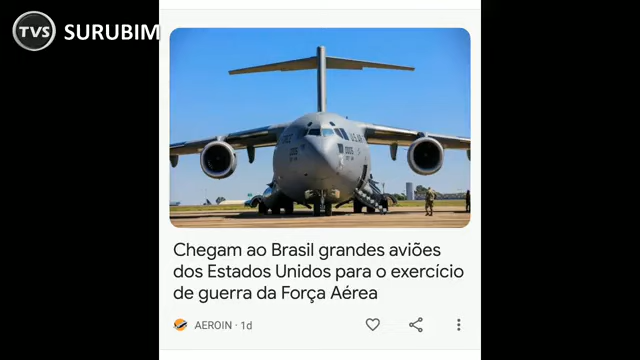 TVS SURUBIM
Chegam ao Brasil grandes aviões
dos Estados Unidos para o exercício
de guerra da Força Aérea
AEROIN · 1d